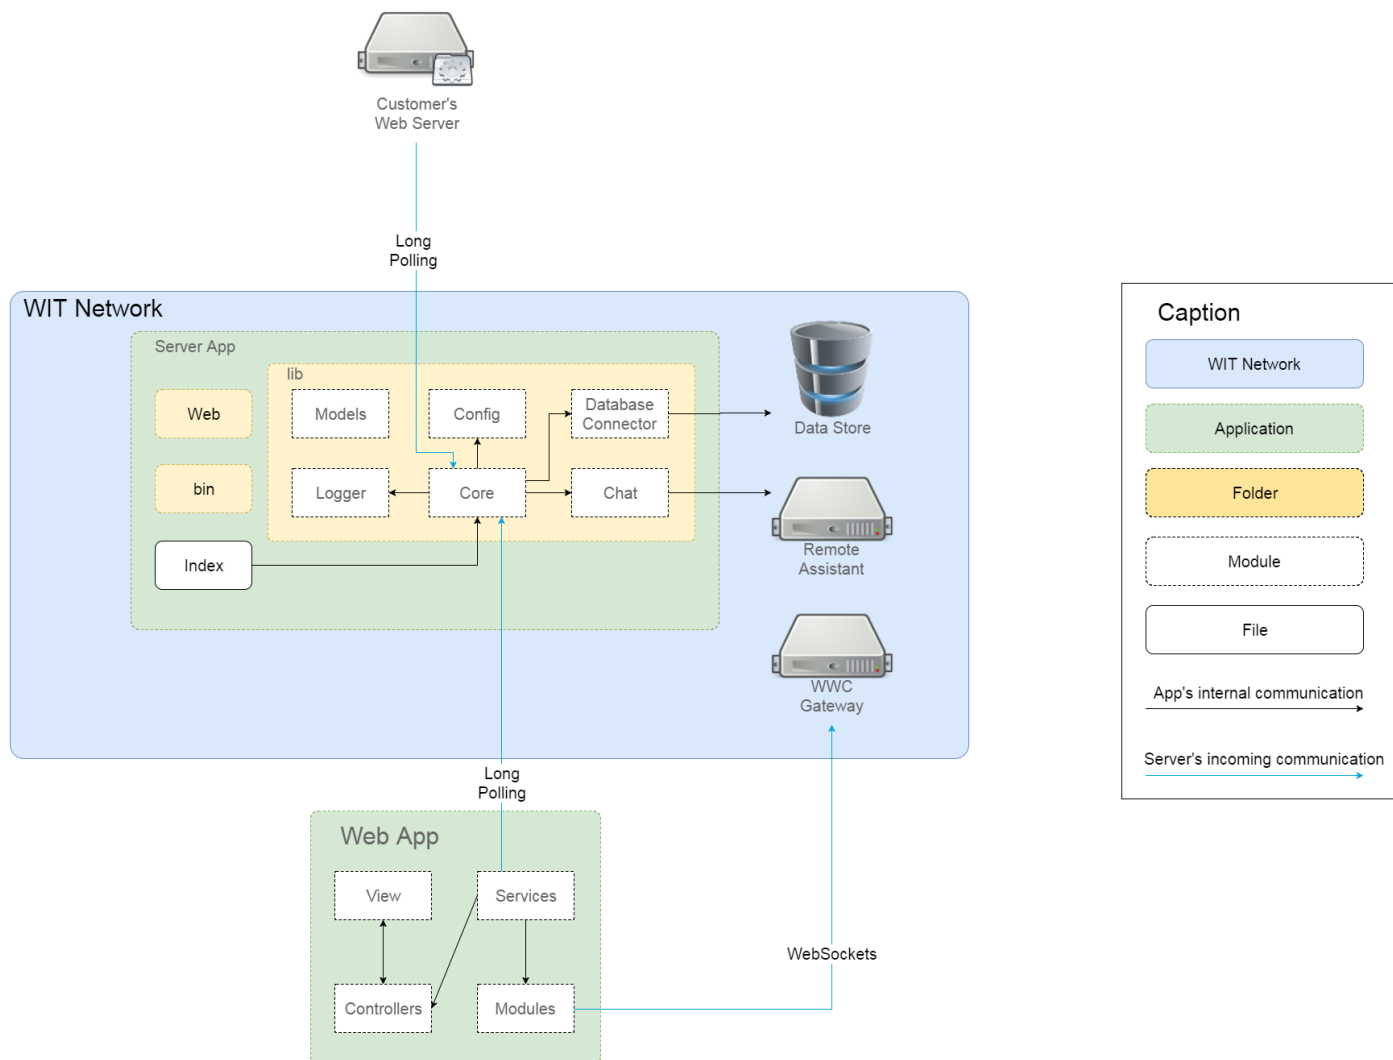 Customer's
Web Server
Long
Polling
WIT Network
Server App
lib
Web
Models
Config
Database
Connector
Data Store
bin
Logger
Core
Chat
Index
Remote
Assistant
WWC
Gateway
Long
Polling
Web App
View
Services
WebSockets
Controllers
Modules
Caption
WIT Network
Application
Folder
Module
File
App's internal communication
Server's incoming communication